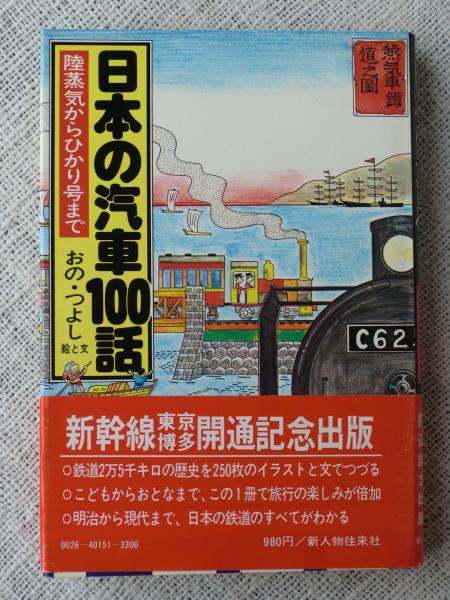 蒸気車鐵
道之圖
日本の汽車100話
陸蒸気からひかり号まで
おの・つよし
絵と文
C62
新幹線東京博多開通記念出版
○鉄道2万5千キロの歴史を250枚のイラストと文でつづる
○こどもからおとなまで、この1冊で旅行の楽しみが倍加
○明治から現代まで、日本の鉄道のすべてがわかる
0026-40151-3306
980円/新人物往来社